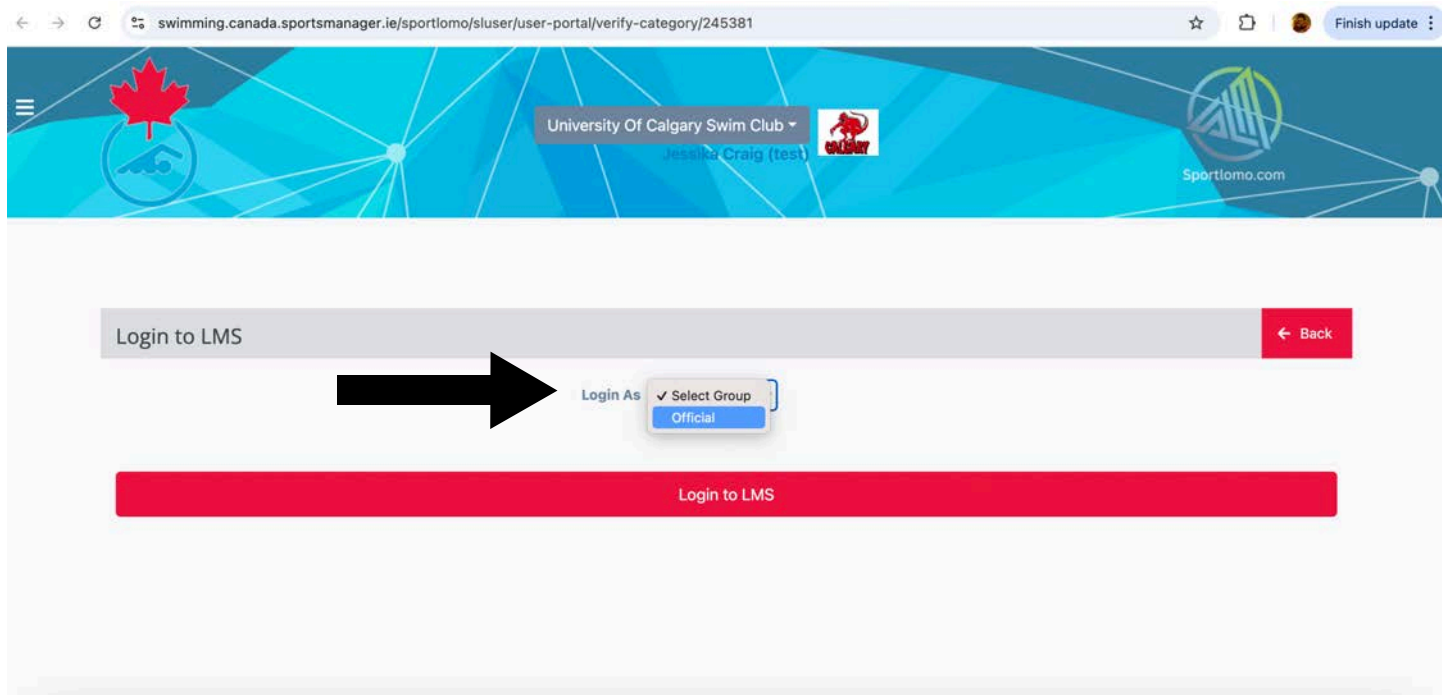 swimming.canada.sportsmanager.ie/sportlomo/sluser/user-portal/verify-category/245381
Finish update
University Of Calgary Swim Club
CALGARY
Jessika Craig (test)
Sportlomo.com
Login to LMS
← Back
Login As
✓ Select Group
Official
Login to LMS